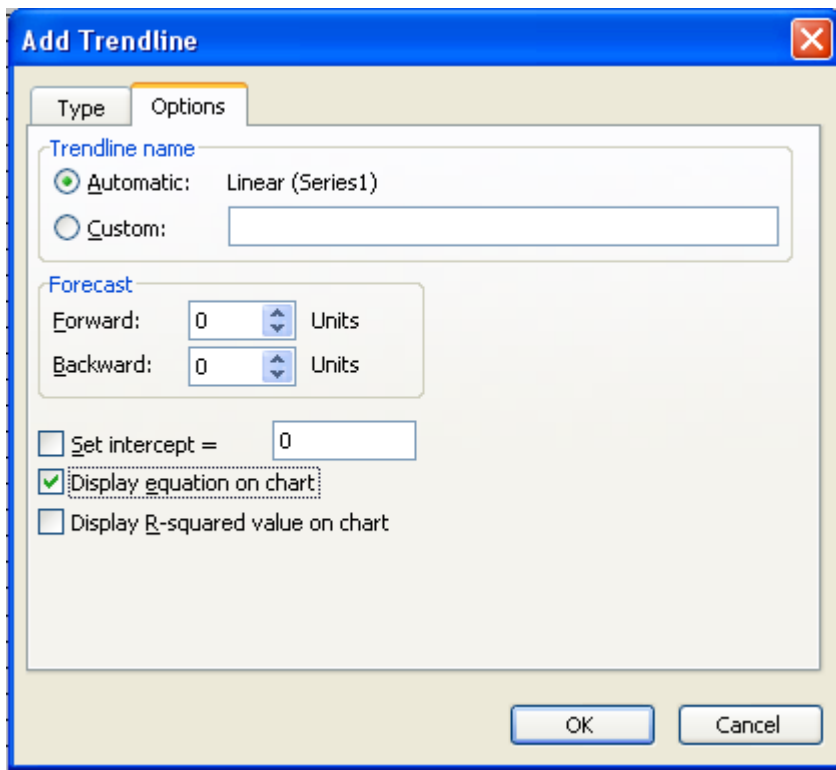 Add Trendline
Type Options
Trendline name
Automatic: Linear (Series1)
Custom:
Forecast
Forward: 0 Units
Backward: 0 Units
Set intercept = 0
Display equation on chart
Display R-squared value on chart
OK Cancel